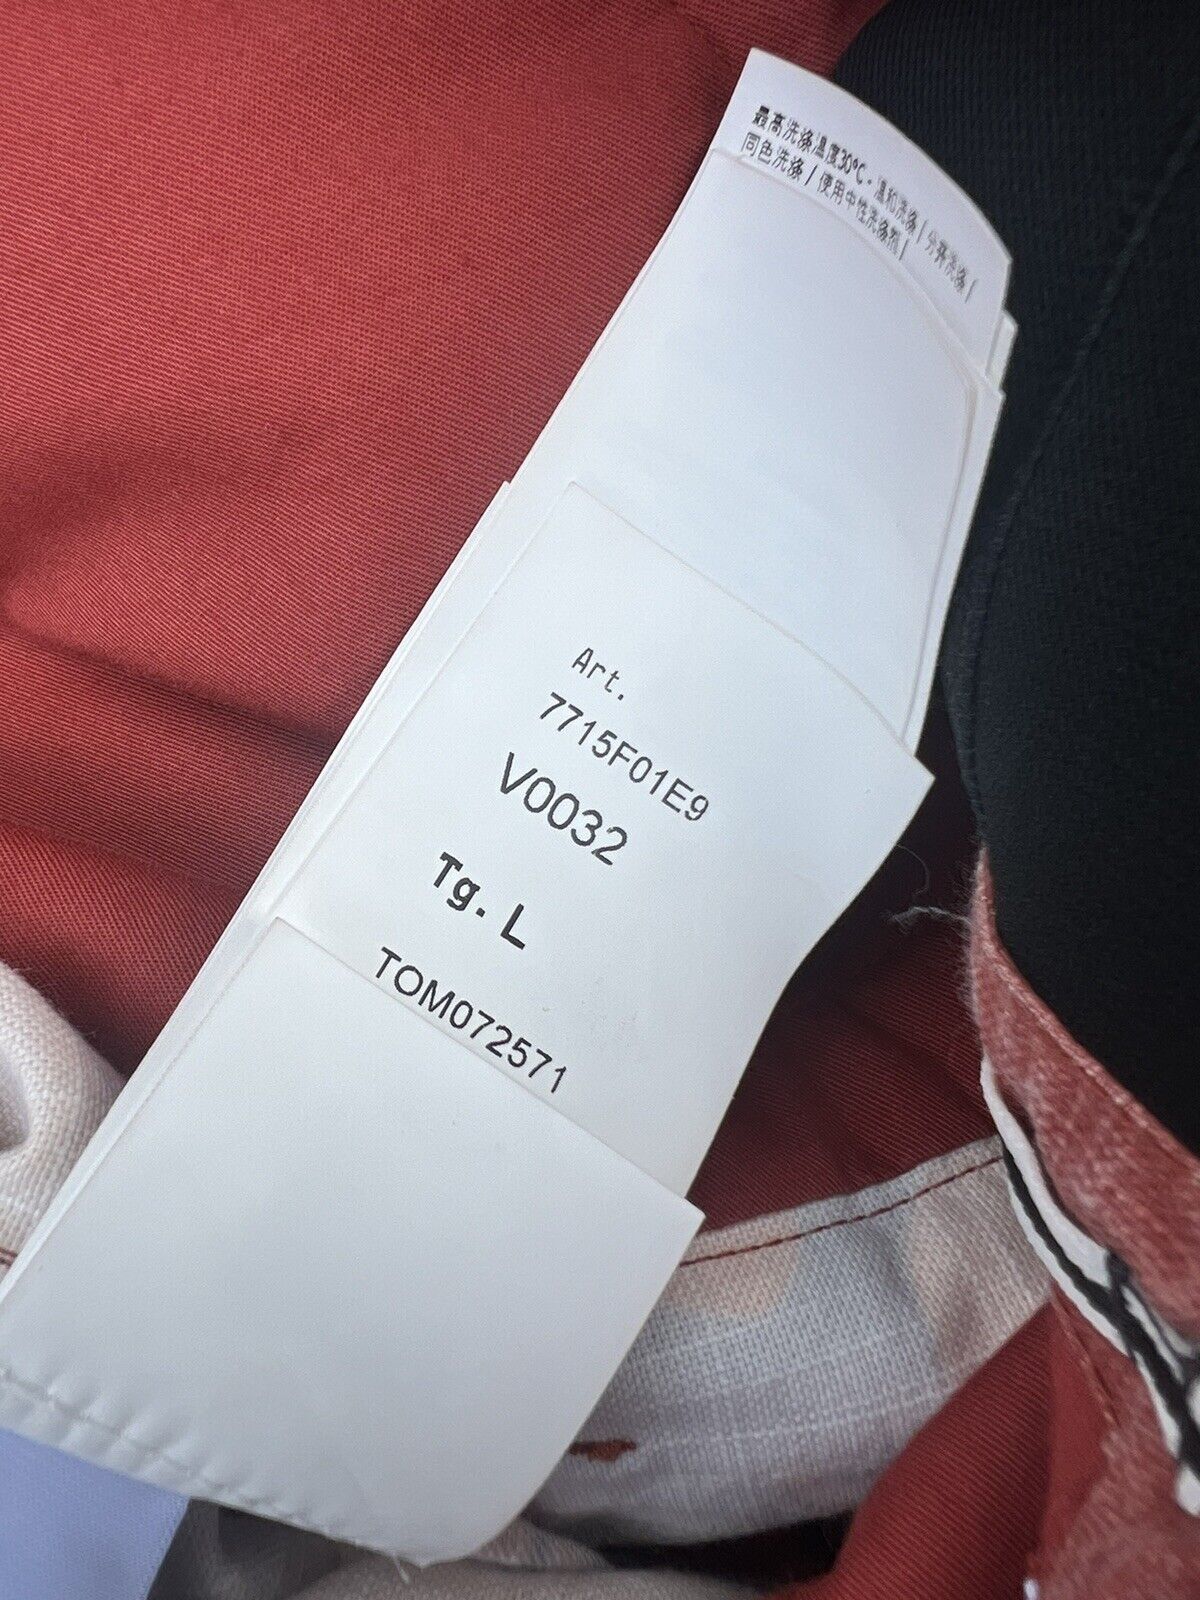 最高洗涤温度30°C·温和洗涤 / 分开洗涤 /
同色洗涤 / 使用中性洗涤剂 /
Art.
7715F01E9
V0032
Tg. L
TOM072571